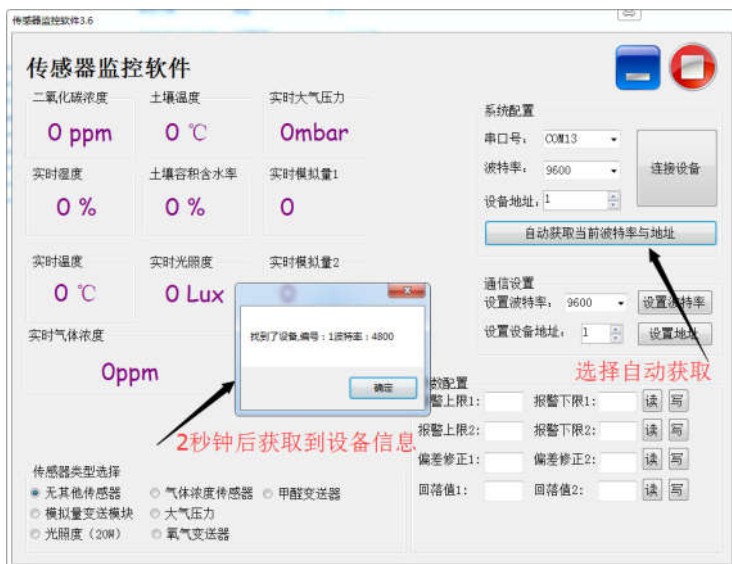 传感器监控软件3.6
传感器监控软件
二氧化碳浓度 土壤温度 实时大气压力
0 ppm 0 ℃ 0mbar
实时湿度 土壤容积含水率 实时模拟量1
0 % 0 % 0
实时温度 实时光照度 实时模拟量2
0 ℃ 0 Lux 0
实时气体浓度
0ppm
系统配置
串口号: COM13
连接设备
波特率: 9600
设备地址: 1
自动获取当前波特率与地址
通信设置
设置波特率: 9600 设置波特率
设置设备地址: 1 设置地址
找到了设备,编号:1波特率:4800
确定
选择自动获取
2秒钟后获取到设备信息
数配置
警上限1: 报警下限1: 读 写
报警上限2: 报警下限2: 读 写
偏差修正1: 偏差修正2: 读 写
回落值1: 回落值2: 读 写
传感器类型选择
无其他传感器 气体浓度传感器 甲醛变送器
模拟量变送模块 大气压力
光照度(20W) 氧气变送器